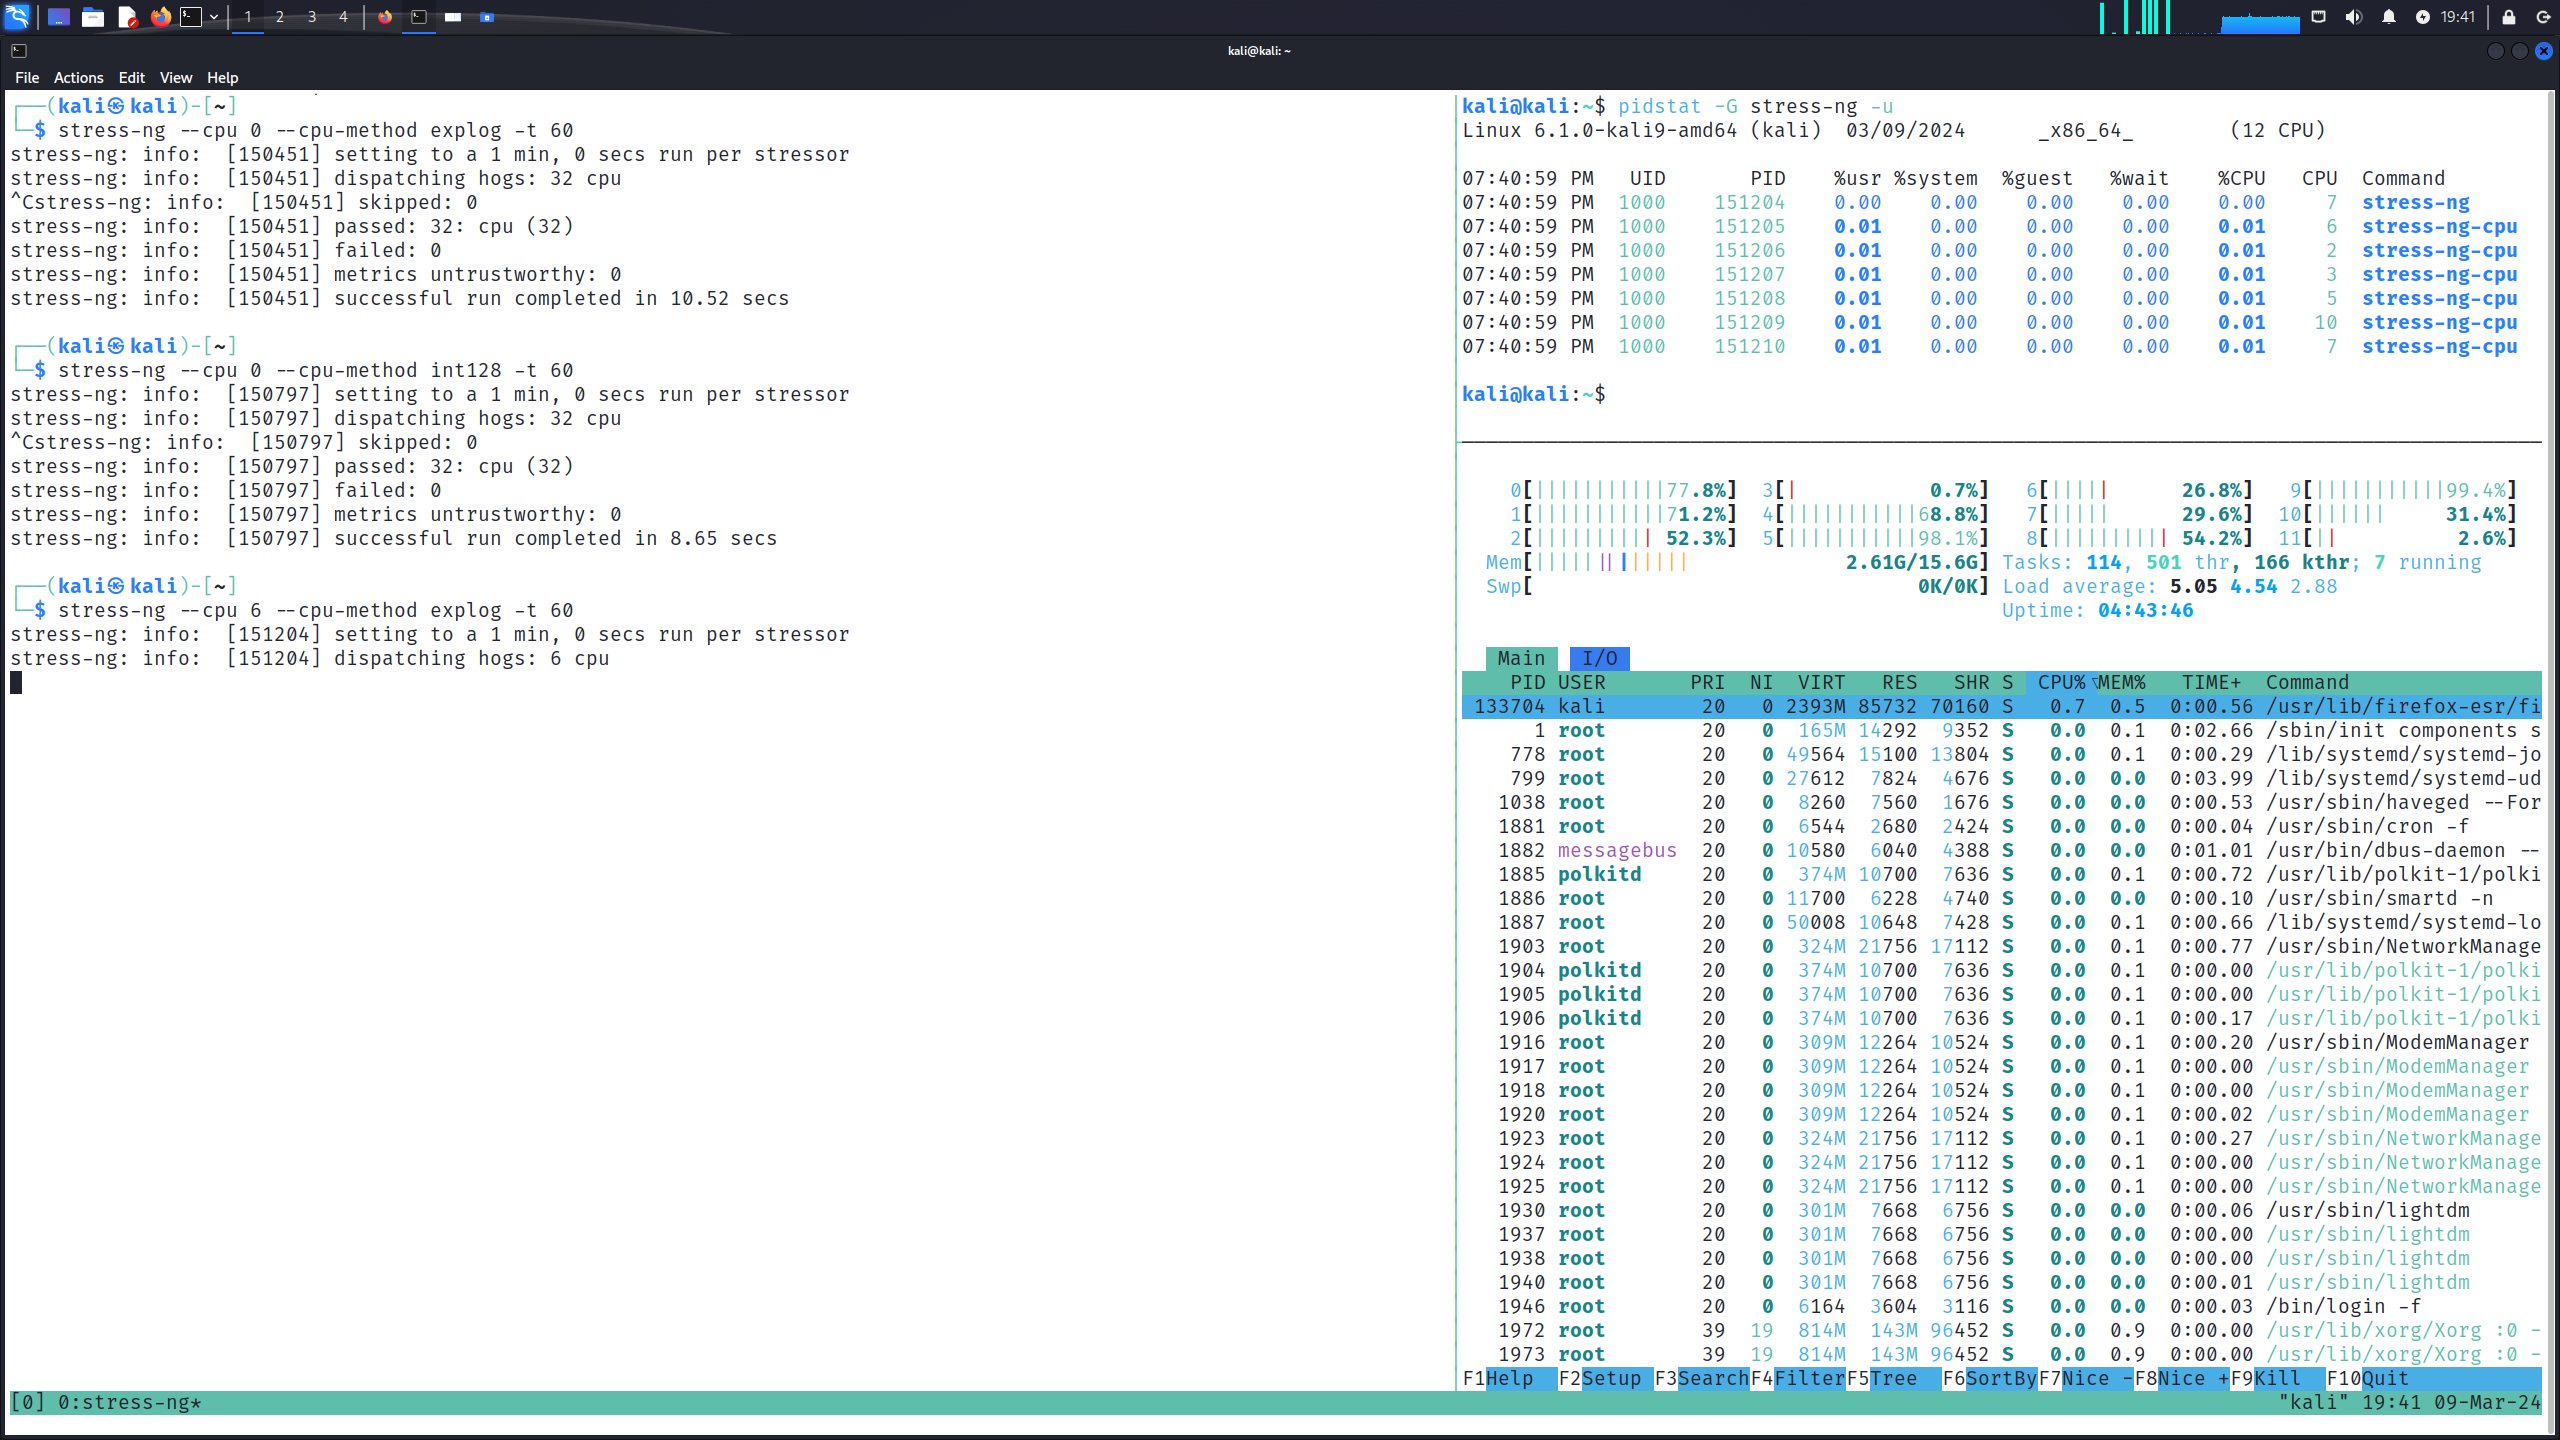 1 2 3 4 19:41
kali@kali: ~
File Actions Edit View Help
┌──(kali㉿kali)-[~]
└─$ stress-ng --cpu 0 --cpu-method explog -t 60
stress-ng: info:  [150451] setting to a 1 min, 0 secs run per stressor
stress-ng: info:  [150451] dispatching hogs: 32 cpu
^Cstress-ng: info:  [150451] skipped: 0
stress-ng: info:  [150451] passed: 32: cpu (32)
stress-ng: info:  [150451] failed: 0
stress-ng: info:  [150451] metrics untrustworthy: 0
stress-ng: info:  [150451] successful run completed in 10.52 secs
┌──(kali㉿kali)-[~]
└─$ stress-ng --cpu 0 --cpu-method int128 -t 60
stress-ng: info:  [150797] setting to a 1 min, 0 secs run per stressor
stress-ng: info:  [150797] dispatching hogs: 32 cpu
^Cstress-ng: info:  [150797] skipped: 0
stress-ng: info:  [150797] passed: 32: cpu (32)
stress-ng: info:  [150797] failed: 0
stress-ng: info:  [150797] metrics untrustworthy: 0
stress-ng: info:  [150797] successful run completed in 8.65 secs
┌──(kali㉿kali)-[~]
└─$ stress-ng --cpu 6 --cpu-method explog -t 60
stress-ng: info:  [151204] setting to a 1 min, 0 secs run per stressor
stress-ng: info:  [151204] dispatching hogs: 6 cpu
kali@kali:~$ pidstat -G stress-ng -u
Linux 6.1.0-kali9-amd64 (kali)  03/09/2024  _x86_64_  (12 CPU)
07:40:59 PM   UID       PID    %usr %system  %guest   %wait    %CPU   CPU  Command
07:40:59 PM  1000    151204    0.00    0.00    0.00    0.00    0.00     7  stress-ng
07:40:59 PM  1000    151205    0.01    0.00    0.00    0.00    0.01     6  stress-ng-cpu
07:40:59 PM  1000    151206    0.01    0.00    0.00    0.00    0.01     2  stress-ng-cpu
07:40:59 PM  1000    151207    0.01    0.00    0.00    0.00    0.01     3  stress-ng-cpu
07:40:59 PM  1000    151208    0.01    0.00    0.00    0.00    0.01     5  stress-ng-cpu
07:40:59 PM  1000    151209    0.01    0.00    0.00    0.00    0.01    10  stress-ng-cpu
07:40:59 PM  1000    151210    0.01    0.00    0.00    0.00    0.01     7  stress-ng-cpu
kali@kali:~$
0[|||||||||||77.8%] 3[| 0.7%] 6[||||| 26.8%] 9[|||||||||||99.4%]
1[|||||||||||71.2%] 4[|||||||||||68.8%] 7[||||| 29.6%] 10[|||||| 31.4%]
2[|||||||||| 52.3%] 5[|||||||||||98.1%] 8[|||||||||| 54.2%] 11[|| 2.6%]
Mem[||||||||||||| 2.61G/15.6G] Tasks: 114, 501 thr, 166 kthr; 7 running
Swp[ 0K/0K] Load average: 5.05 4.54 2.88
Uptime: 04:43:46
Main I/O
PID USER PRI NI VIRT RES SHR S CPU%▽MEM% TIME+ Command
133704 kali 20 0 2393M 85732 70160 S 0.7 0.5 0:00.56 /usr/lib/firefox-esr/fi
1 root 20 0 165M 14292 9352 S 0.0 0.1 0:02.66 /sbin/init components s
778 root 20 0 49564 15100 13804 S 0.0 0.1 0:00.29 /lib/systemd/systemd-jo
799 root 20 0 27612 7824 4676 S 0.0 0.0 0:03.99 /lib/systemd/systemd-ud
1038 root 20 0 8260 7560 1676 S 0.0 0.0 0:00.53 /usr/sbin/haveged --For
1881 root 20 0 6544 2680 2424 S 0.0 0.0 0:00.04 /usr/sbin/cron -f
1882 messagebus 20 0 10580 6040 4388 S 0.0 0.0 0:01.01 /usr/bin/dbus-daemon --
1885 polkitd 20 0 374M 10700 7636 S 0.0 0.1 0:00.72 /usr/lib/polkit-1/polki
1886 root 20 0 11700 6228 4740 S 0.0 0.0 0:00.10 /usr/sbin/smartd -n
1887 root 20 0 50008 10648 7428 S 0.0 0.1 0:00.66 /lib/systemd/systemd-lo
1903 root 20 0 324M 21756 17112 S 0.0 0.1 0:00.77 /usr/sbin/NetworkManage
1904 polkitd 20 0 374M 10700 7636 S 0.0 0.1 0:00.00 /usr/lib/polkit-1/polki
1905 polkitd 20 0 374M 10700 7636 S 0.0 0.1 0:00.00 /usr/lib/polkit-1/polki
1906 polkitd 20 0 374M 10700 7636 S 0.0 0.1 0:00.17 /usr/lib/polkit-1/polki
1916 root 20 0 309M 12264 10524 S 0.0 0.1 0:00.20 /usr/sbin/ModemManager
1917 root 20 0 309M 12264 10524 S 0.0 0.1 0:00.00 /usr/sbin/ModemManager
1918 root 20 0 309M 12264 10524 S 0.0 0.1 0:00.00 /usr/sbin/ModemManager
1920 root 20 0 309M 12264 10524 S 0.0 0.1 0:00.02 /usr/sbin/ModemManager
1923 root 20 0 324M 21756 17112 S 0.0 0.1 0:00.27 /usr/sbin/NetworkManage
1924 root 20 0 324M 21756 17112 S 0.0 0.1 0:00.00 /usr/sbin/NetworkManage
1925 root 20 0 324M 21756 17112 S 0.0 0.1 0:00.00 /usr/sbin/NetworkManage
1930 root 20 0 301M 7668 6756 S 0.0 0.0 0:00.06 /usr/sbin/lightdm
1937 root 20 0 301M 7668 6756 S 0.0 0.0 0:00.00 /usr/sbin/lightdm
1938 root 20 0 301M 7668 6756 S 0.0 0.0 0:00.00 /usr/sbin/lightdm
1940 root 20 0 301M 7668 6756 S 0.0 0.0 0:00.01 /usr/sbin/lightdm
1946 root 20 0 6164 3604 3116 S 0.0 0.0 0:00.03 /bin/login -f
1972 root 39 19 814M 143M 96452 S 0.0 0.9 0:00.00 /usr/lib/xorg/Xorg :0 -
1973 root 39 19 814M 143M 96452 S 0.0 0.9 0:00.00 /usr/lib/xorg/Xorg :0 -
F1Help F2Setup F3SearchF4FilterF5Tree F6SortByF7Nice -F8Nice +F9Kill F10Quit
[0] 0:stress-ng* "kali" 19:41 09-Mar-24